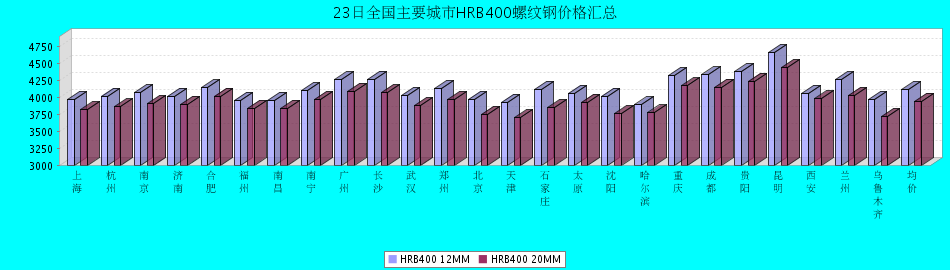 23日全国主要城市HRB400螺纹钢价格汇总
4750
4500
4250
4000
3750
3500
3250
3000
上海 杭州 南京 济南 合肥 福州 南昌 南宁 广州 长沙 武汉 郑州 北京 天津 石家庄 太原 沈阳 哈尔滨 重庆 成都 贵阳 昆明 西安 兰州 乌鲁木齐 均价
HRB400 12MM HRB400 20MM